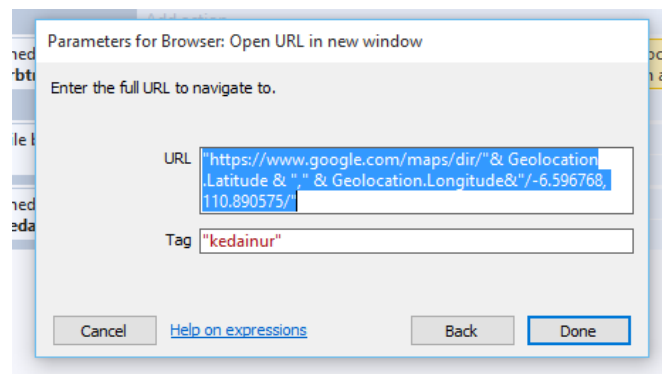 Add action
Parameters for Browser: Open URL in new window
Enter the full URL to navigate to.
URL
"https://www.google.com/maps/dir/"& Geolocation
.Latitude & "," & Geolocation.Longitude&"/-6.596768,
110.890575/"
Tag
"kedainur"
Cancel
Help on expressions
Back
Done